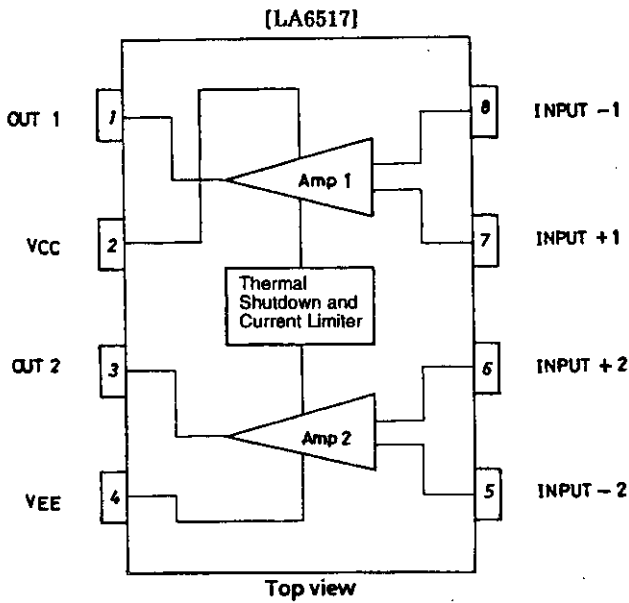 [LA6517]
OUT 1
1
8
INPUT -1
Amp 1
VCC
2
7
INPUT +1
Thermal
Shutdown and
Current Limiter
OUT 2
3
6
INPUT +2
Amp 2
VEE
4
5
INPUT -2
Top view